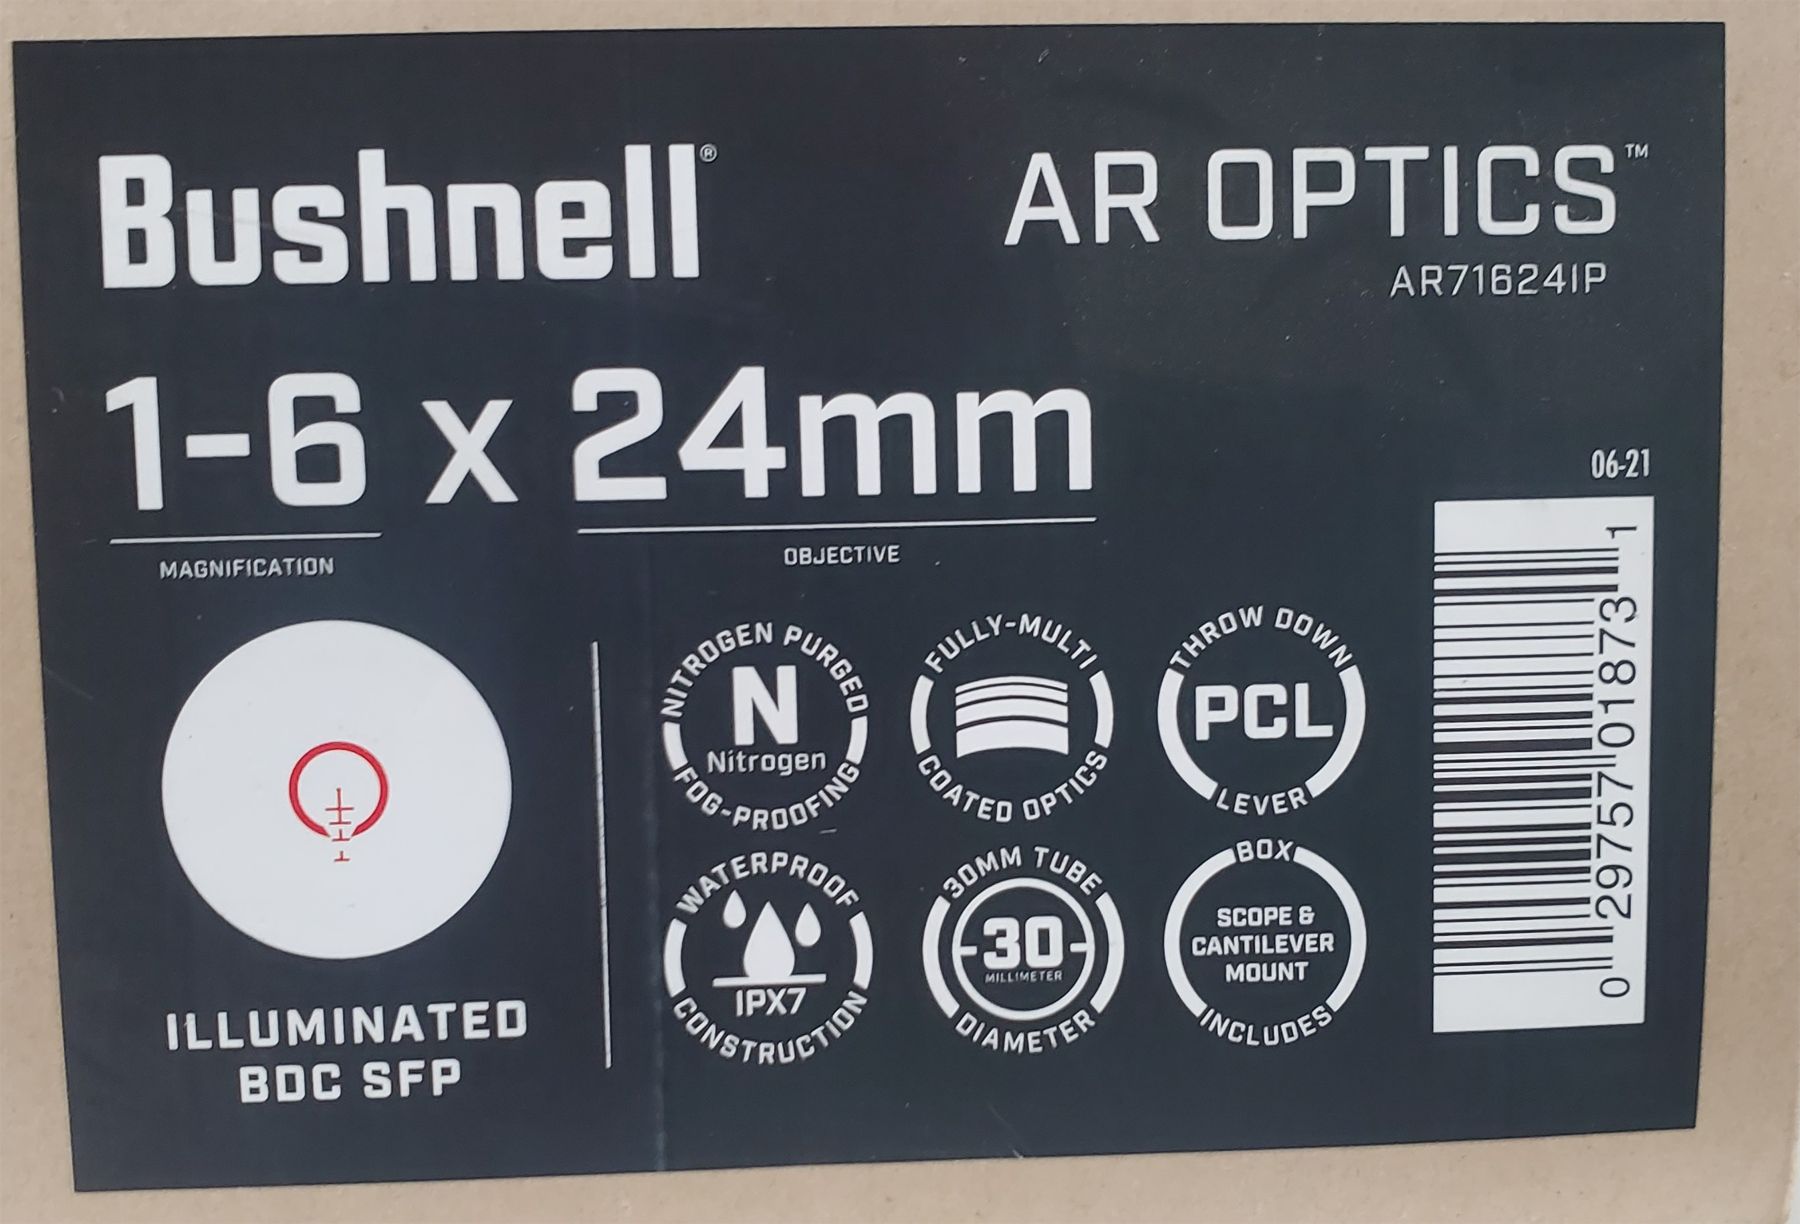 Bushnell®
AR OPTICS™
AR71624IP
1-6 x 24mm
MAGNIFICATION
OBJECTIVE
06-21
ILLUMINATED
BDC SFP
NITROGEN PURGED
N
Nitrogen
FOG-PROOFING
FULLY-MULTI
COATED OPTICS
THROW DOWN
PCL
LEVER
WATERPROOF
IPX7
CONSTRUCTION
30MM TUBE
-30-
MILLIMETER
DIAMETER
BOX
SCOPE &
CANTILEVER
MOUNT
INCLUDES
0 29757 01873 1